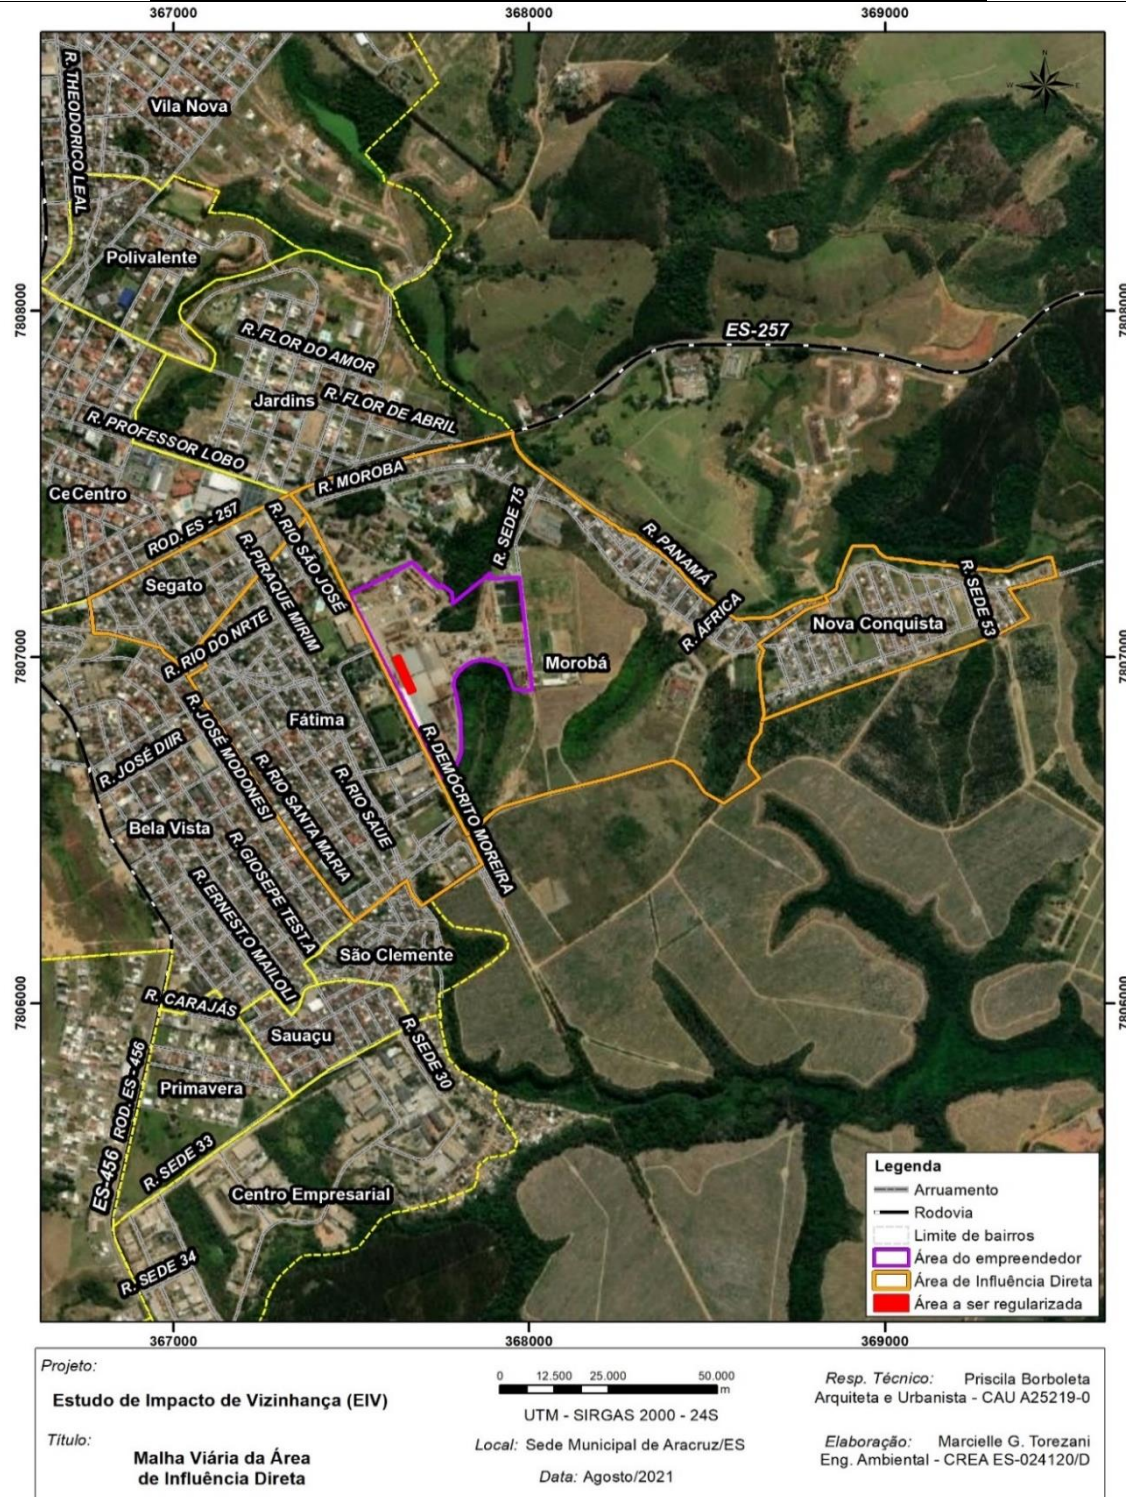 367000
368000
369000
N
W
E
R. THEODORICO LEAL
Vila Nova
Polivalente
7808000
7808000
ES-257
R. FLOR DO AMOR
Jardins
R. FLOR DE ABRIL
R. PROFESSOR LOBO
R. MOROBA
CeCentro
ROD. ES - 257
R. RIO SÃO JOSÉ
R. SEDE 75
R. PIRAQUE MIRIM
R. PANAMÁ
Segato
R. ÁFRICA
R. SEDE 53
Nova Conquista
R. RIO DO NRTE
7807000
7807000
Morobá
Fátima
R. JOSÉ MODONESI
R. JOSÉ DIIR
R. DEMÓCRITO MOREIRA
R. RIO SANTA MARIA
R. RIO SAUE
Bela Vista
R. GIOSEPE TEST.A
R. ERNEST.O MAILOLI
São Clemente
7806000
7806000
R. CARAJÁS
Sauaçu
R. SEDE 30
Primavera
ROD. ES - 456
ES-456
R. SEDE 33
Centro Empresarial
R. SEDE 34
Legenda
Arruamento
Rodovia
Limite de bairros
Área do empreendedor
Área de Influência Direta
Área a ser regularizada
367000
368000
369000
Projeto:
Estudo de Impacto de Vizinhança (EIV)
Título:
Malha Viária da Área
de Influência Direta
0 12.500 25.000 50.000
m
UTM - SIRGAS 2000 - 24S
Local: Sede Municipal de Aracruz/ES
Data: Agosto/2021
Resp. Técnico: Priscila Borboleta
Arquiteta e Urbanista - CAU A25219-0
Elaboração: Marcielle G. Torezani
Eng. Ambiental - CREA ES-024120/D